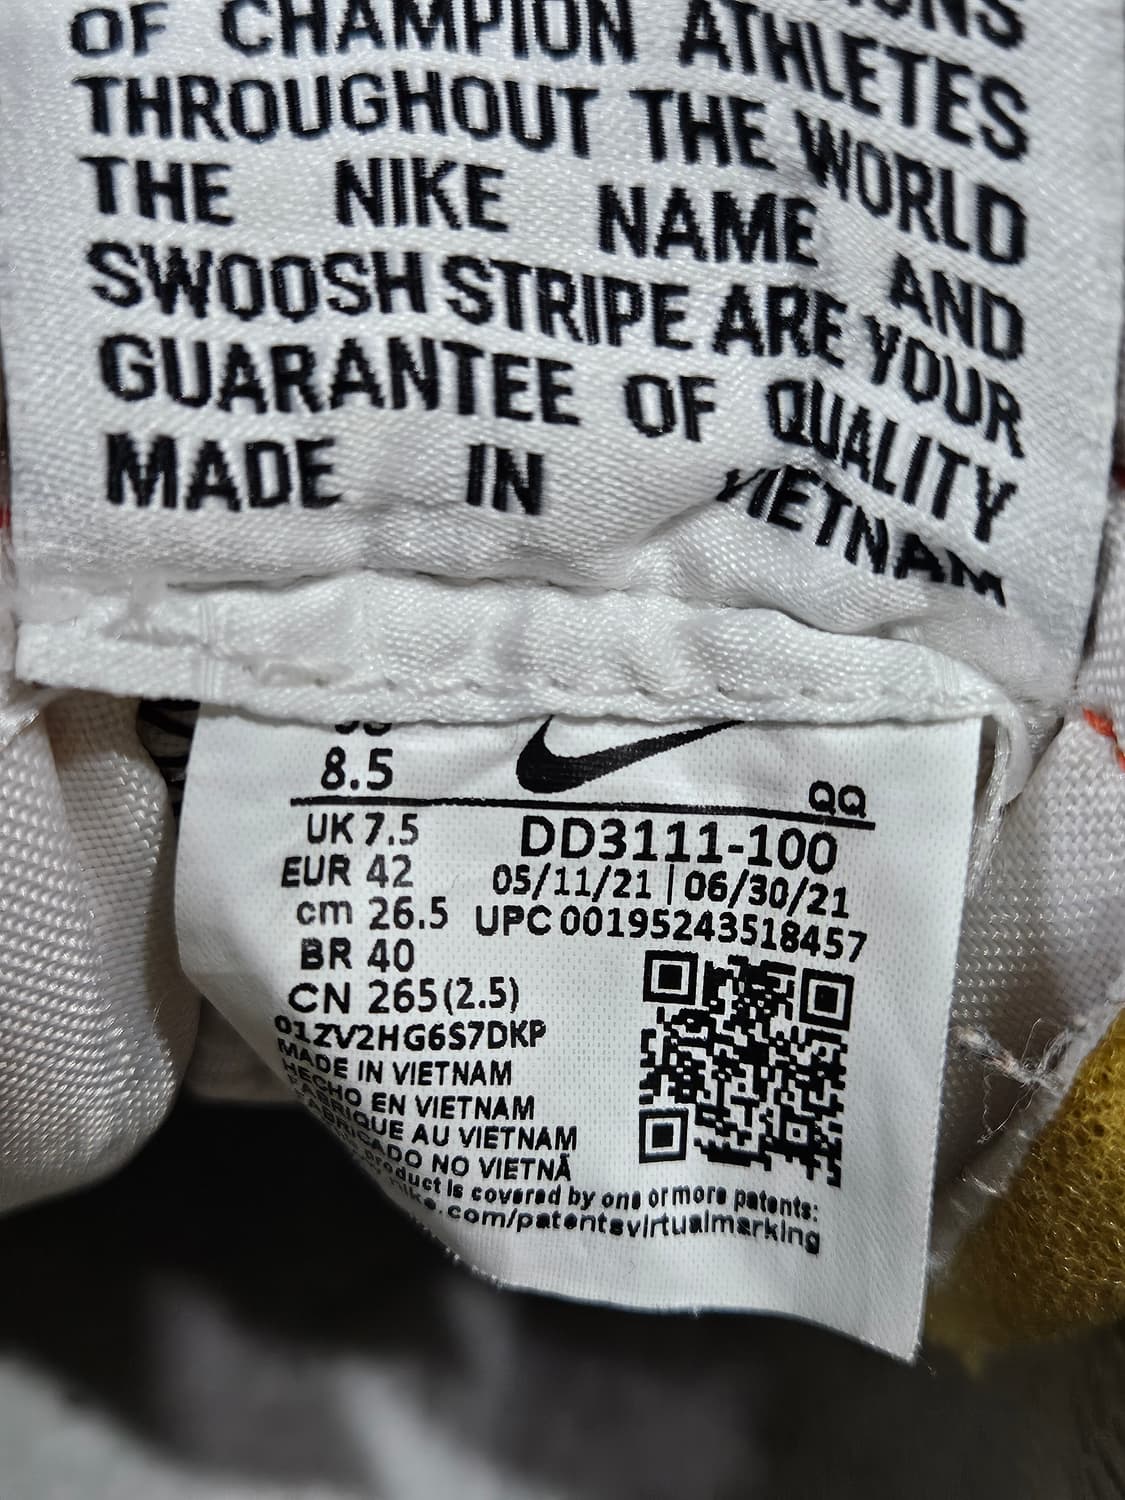 OF CHAMPION ATHLETES
THROUGHOUT THE WORLD
THE NIKE NAME AND
SWOOSH STRIPE ARE YOUR
GUARANTEE OF QUALITY
MADE IN VIETNAM
8.5
QQ
UK 7.5
EUR 42
cm 26.5
BR 40
CN 265(2.5)
DD3111-100
05/11/21 | 06/30/21
UPC 00195243518457
01ZV2HG6S7DKP
MADE IN VIETNAM
HECHO EN VIETNAM
FABRIQUE AU VIETNAM
FABRICADO NO VIETNÃ
product is covered by one or more patents:
nike.com/patentsvirtualmarking